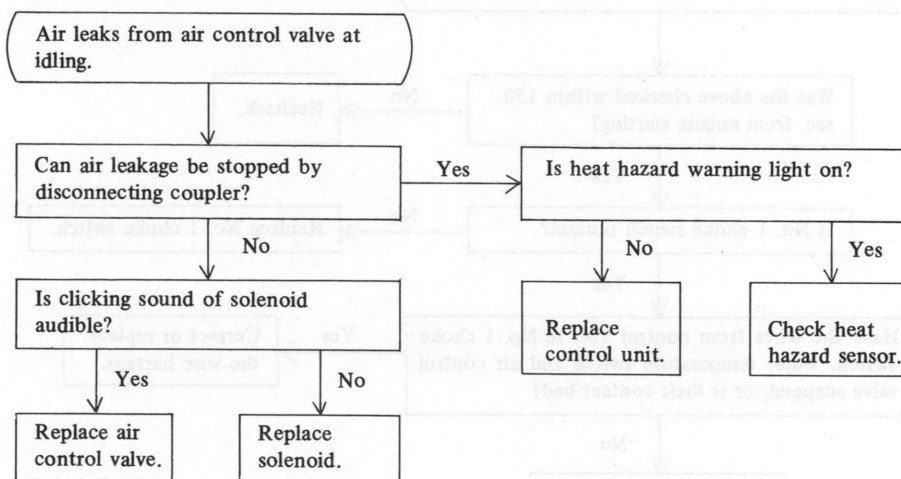 Air leaks from air control valve at
idling.
Can air leakage be stopped by
disconnecting coupler?
Yes
Is heat hazard warning light on?
No
No
Yes
Is clicking sound of solenoid
audible?
Replace
control unit.
Check heat
hazard sensor.
Yes
No
Replace air
control valve.
Replace
solenoid.